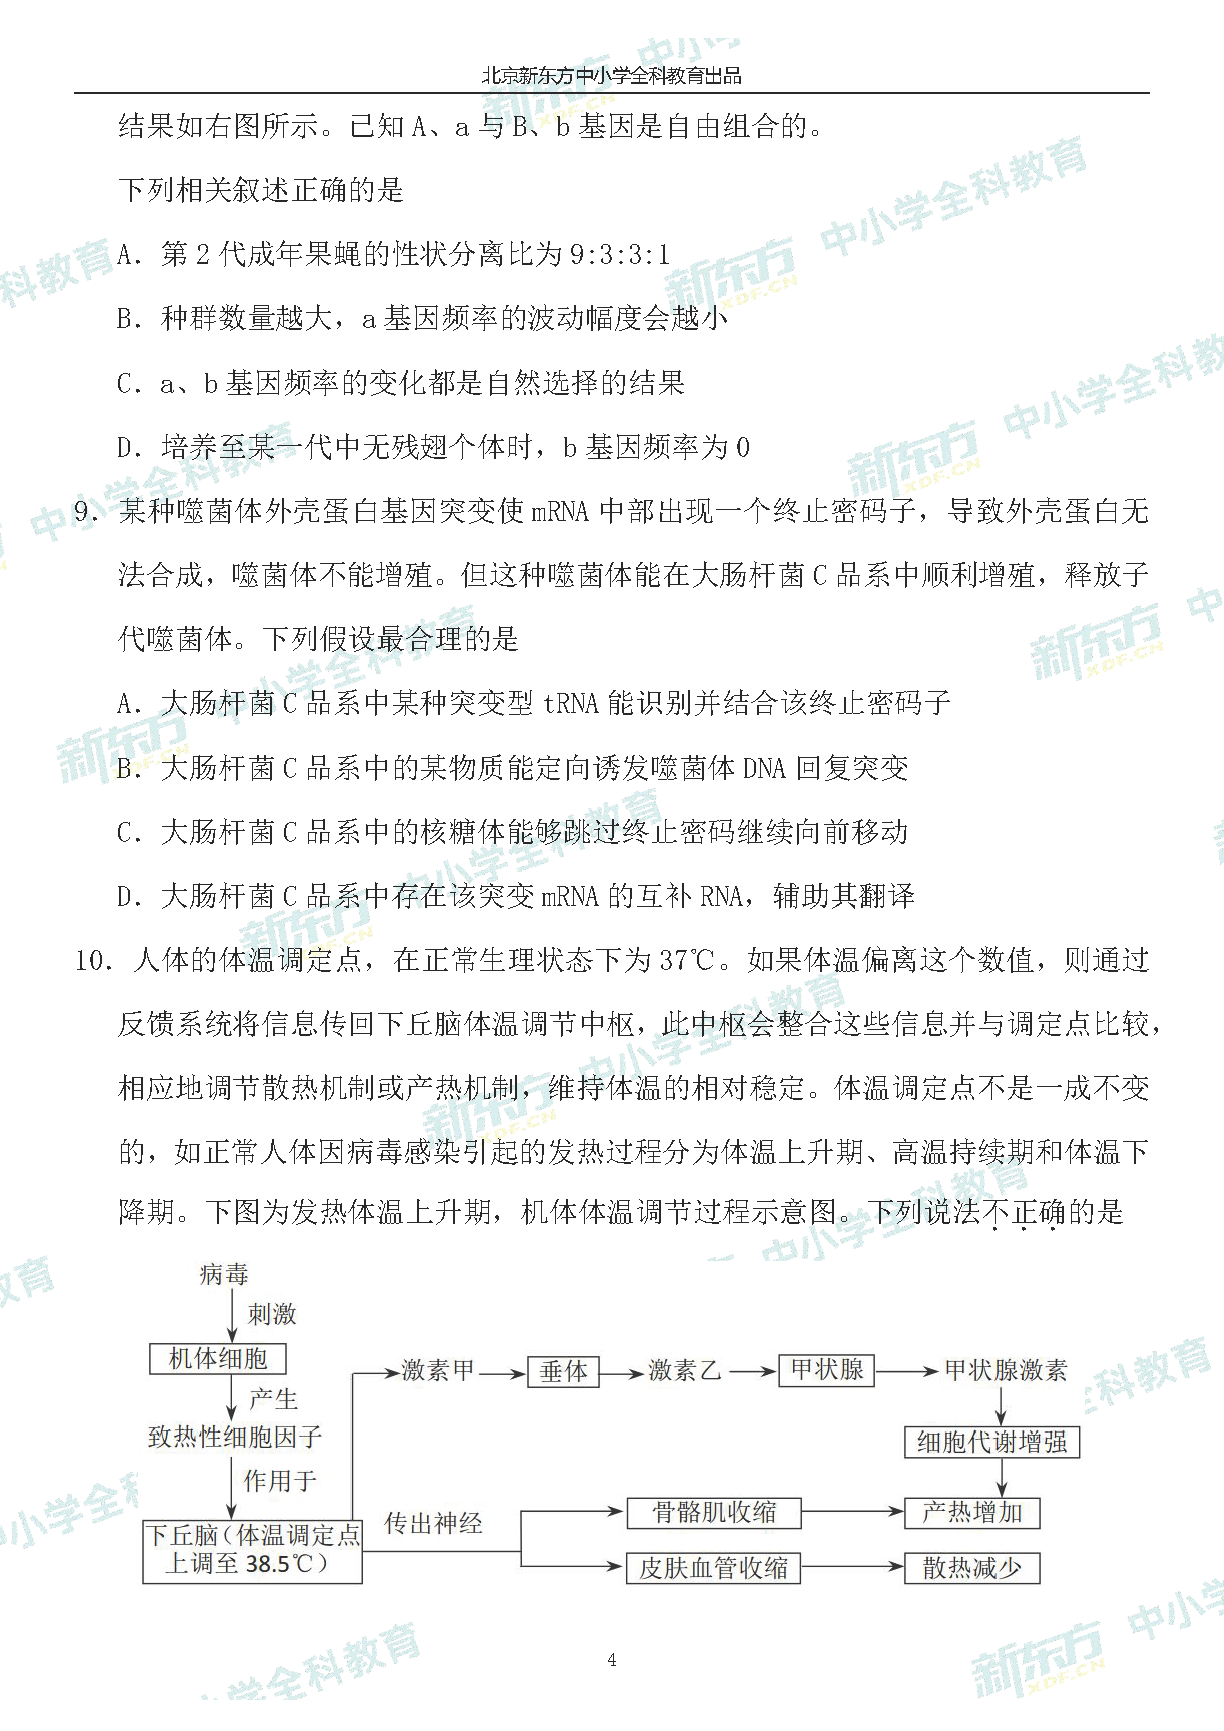 北京新东方中小学全科教育出品
结果如右图所示。已知 A、a 与 B、b 基因是自由组合的。
下列相关叙述正确的是
A. 第 2 代成年果蝇的性状分离比为 9:3:3:1
B. 种群数量越大，a 基因频率的波动幅度会越小
C. a、b 基因频率的变化都是自然选择的结果
D. 培养至某一代中无残翅个体时，b 基因频率为 0
9. 某种噬菌体外壳蛋白基因突变使 mRNA 中部出现一个终止密码子，导致外壳蛋白无
法合成，噬菌体不能增殖。但这种噬菌体能在大肠杆菌 C 品系中顺利增殖，释放子
代噬菌体。下列假设最合理的是
A. 大肠杆菌 C 品系中某种突变型 tRNA 能识别并结合该终止密码子
B. 大肠杆菌 C 品系中的某物质能定向诱发噬菌体 DNA 回复突变
C. 大肠杆菌 C 品系中的核糖体能够跳过终止密码继续向前移动
D. 大肠杆菌 C 品系中存在该突变 mRNA 的互补 RNA，辅助其翻译
10. 人体的体温调定点，在正常生理状态下为 37℃。如果体温偏离这个数值，则通过
反馈系统将信息传回下丘脑体温调节中枢，此中枢会整合这些信息并与调定点比较，
相应地调节散热机制或产热机制，维持体温的相对稳定。体温调定点不是一成不变
的，如正常人体因病毒感染引起的发热过程分为体温上升期、高温持续期和体温下
降期。下图为发热体温上升期，机体体温调节过程示意图。下列说法不正确的是
病毒
刺激
机体细胞
产生
致热性细胞因子
作用于
下丘脑（体温调定点
上调至 38.5℃）
激素甲
垂体
激素乙
甲状腺
甲状腺激素
细胞代谢增强
传出神经
骨骼肌收缩
产热增加
皮肤血管收缩
散热减少
4
新东方 XDF.CN 中小学全科教育